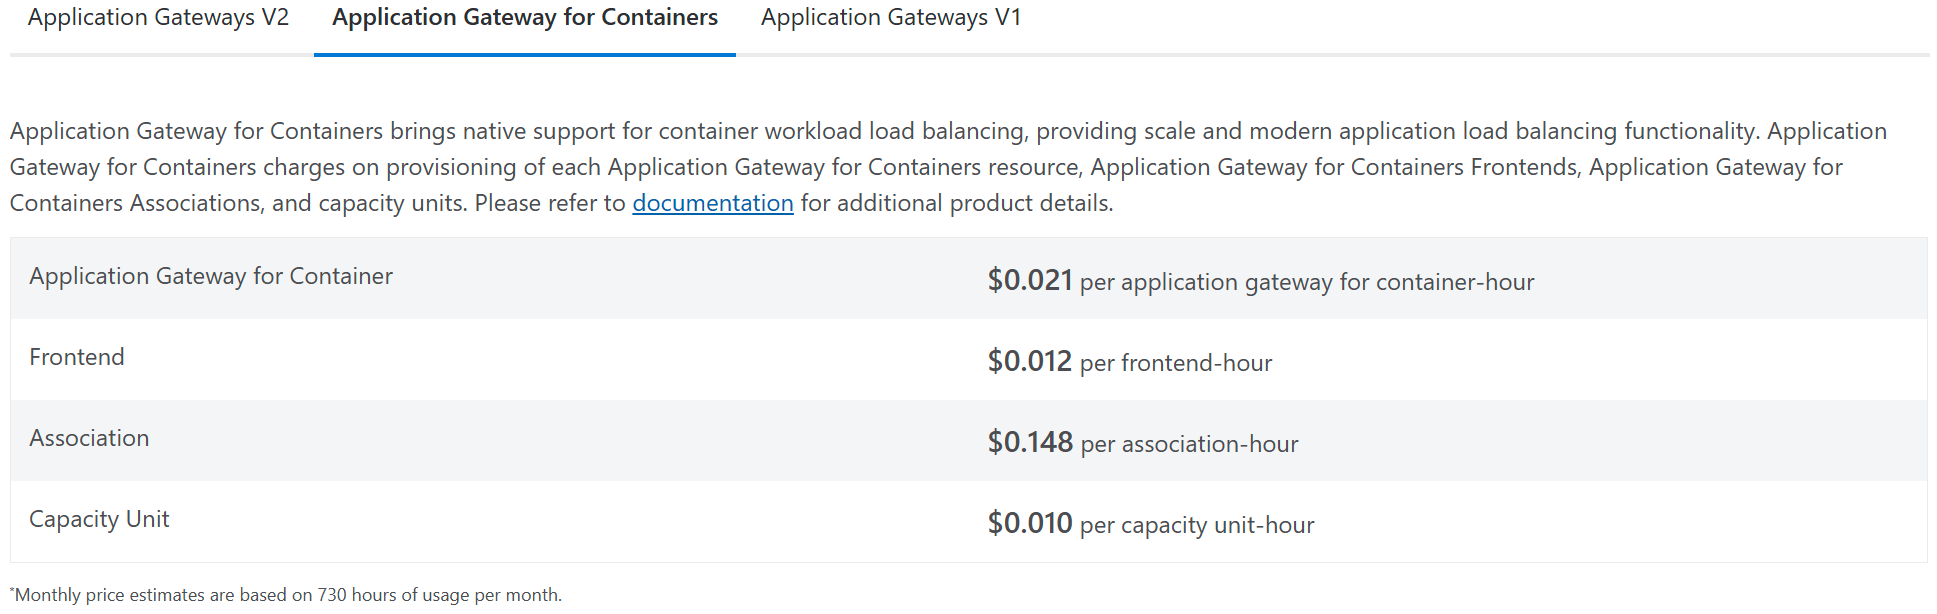 Application Gateways V2 Application Gateway for Containers Application Gateways V1
Application Gateway for Containers brings native support for container workload load balancing, providing scale and modern application load balancing functionality. Application
Gateway for Containers charges on provisioning of each Application Gateway for Containers resource, Application Gateway for Containers Frontends, Application Gateway for
Containers Associations, and capacity units. Please refer to documentation for additional product details.
Application Gateway for Container $0.021 per application gateway for container-hour
Frontend $0.012 per frontend-hour
Association $0.148 per association-hour
Capacity Unit $0.010 per capacity unit-hour
*Monthly price estimates are based on 730 hours of usage per month.